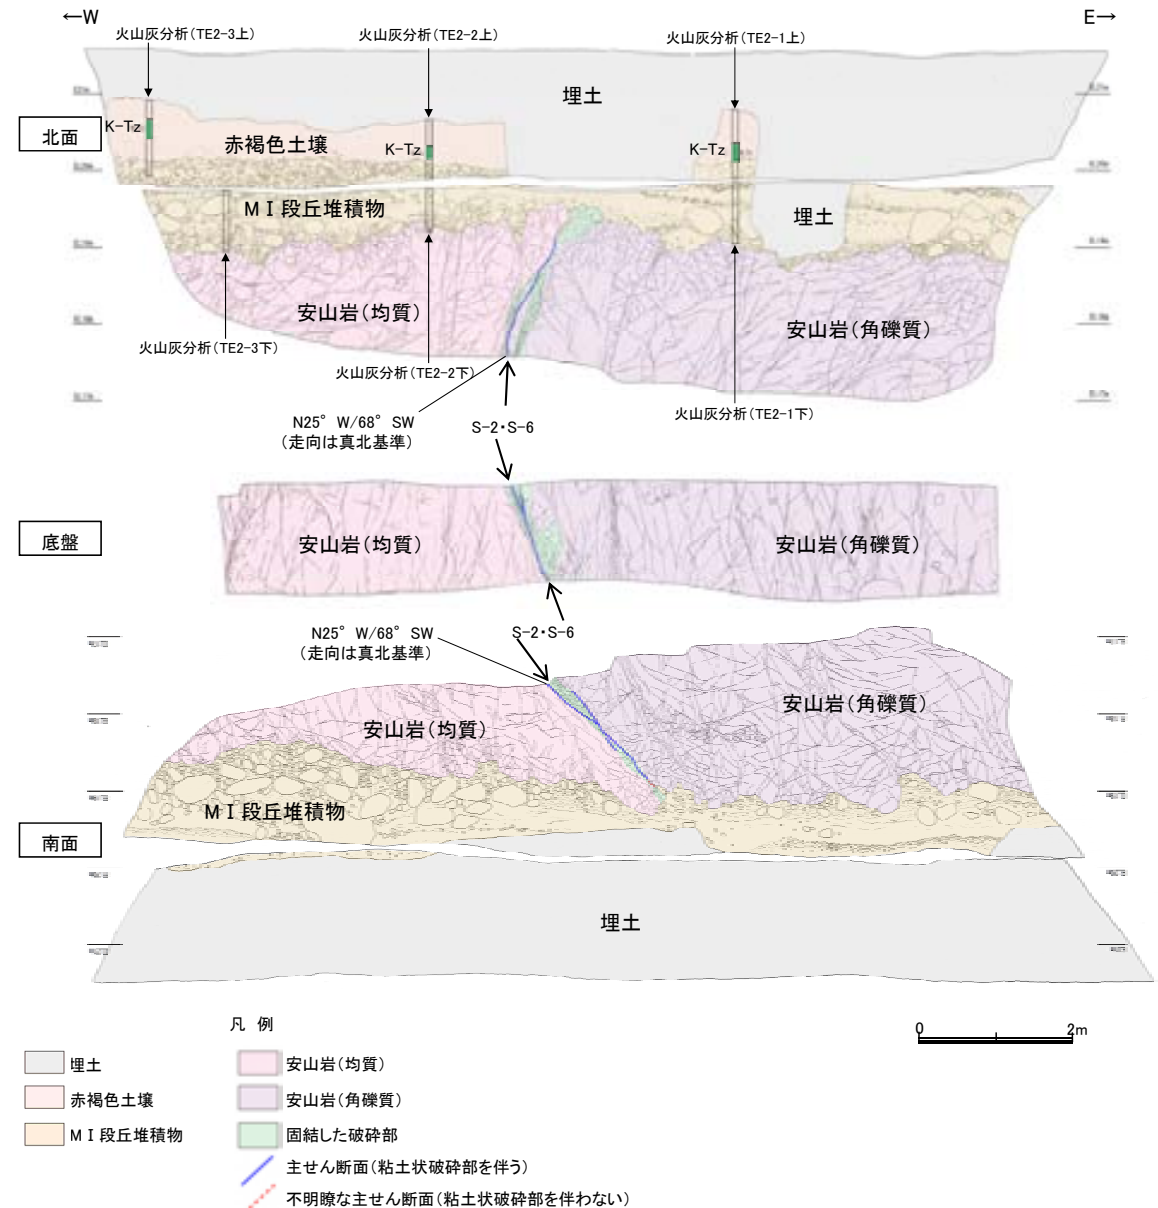 ←W
E→
火山灰分析(TE2-3上)
火山灰分析(TE2-2上)
火山灰分析(TE2-1上)
埋土
北面
K-Tz
赤褐色土壌
K-Tz
K-Tz
MⅠ段丘堆積物
埋土
安山岩(均質)
安山岩(角礫質)
火山灰分析(TE2-3下)
火山灰分析(TE2-2下)
火山灰分析(TE2-1下)
N25°W/68°SW
(走向は真北基準)
S-2・S-6
底盤
安山岩(均質)
安山岩(角礫質)
N25°W/68°SW
(走向は真北基準)
S-2・S-6
安山岩(均質)
安山岩(角礫質)
MⅠ段丘堆積物
南面
埋土
凡 例
0 2m
埋土
安山岩(均質)
赤褐色土壌
安山岩(角礫質)
MⅠ段丘堆積物
固結した破砕部
主せん断面(粘土状破砕部を伴う)
不明瞭な主せん断面(粘土状破砕部を伴わない)